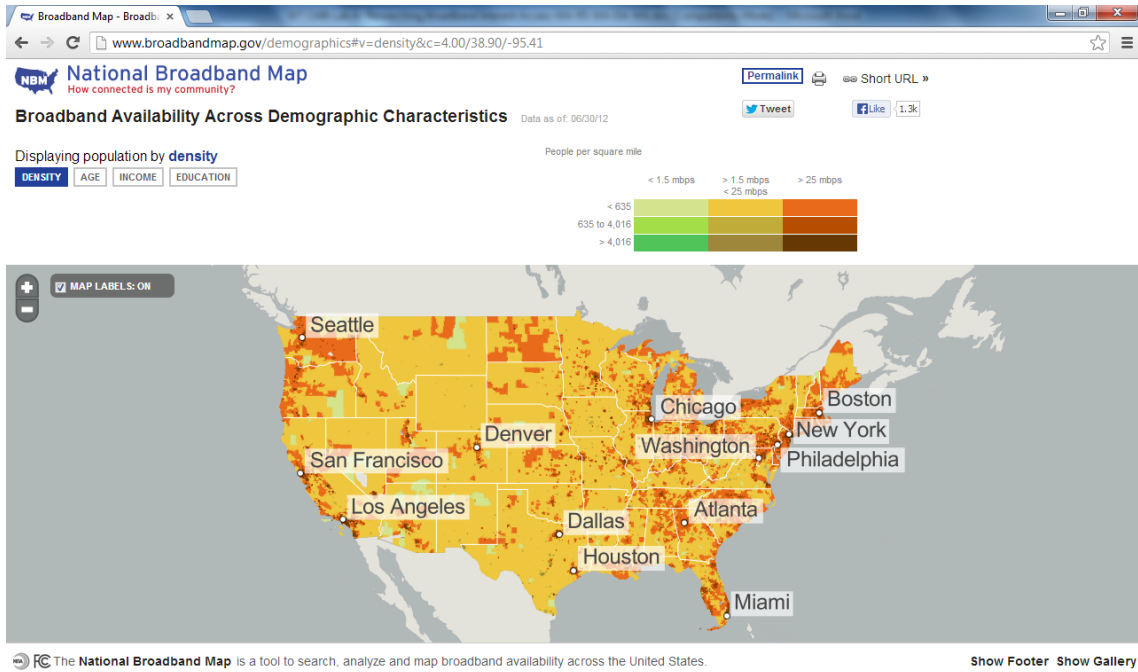 Broadband Map - Broadb
www.broadbandmap.gov/demographics#v=density&c=4.00/38.90/-95.41
NBM
National Broadband Map
How connected is my community?
Permalink
Short URL »
Tweet
Like 1.3k
Broadband Availability Across Demographic Characteristics Data as of: 06/30/12
Displaying population by density
DENSITY AGE INCOME EDUCATION
People per square mile
< 1.5 mbps > 1.5 mbps > 25 mbps
< 25 mbps
< 635
635 to 4,016
> 4,016
MAP LABELS: ON
Seattle
Boston
Chicago
New York
Denver
Washington
San Francisco
Philadelphia
Los Angeles
Atlanta
Dallas
Houston
Miami
FC The National Broadband Map is a tool to search, analyze and map broadband availability across the United States. Show Footer Show Gallery